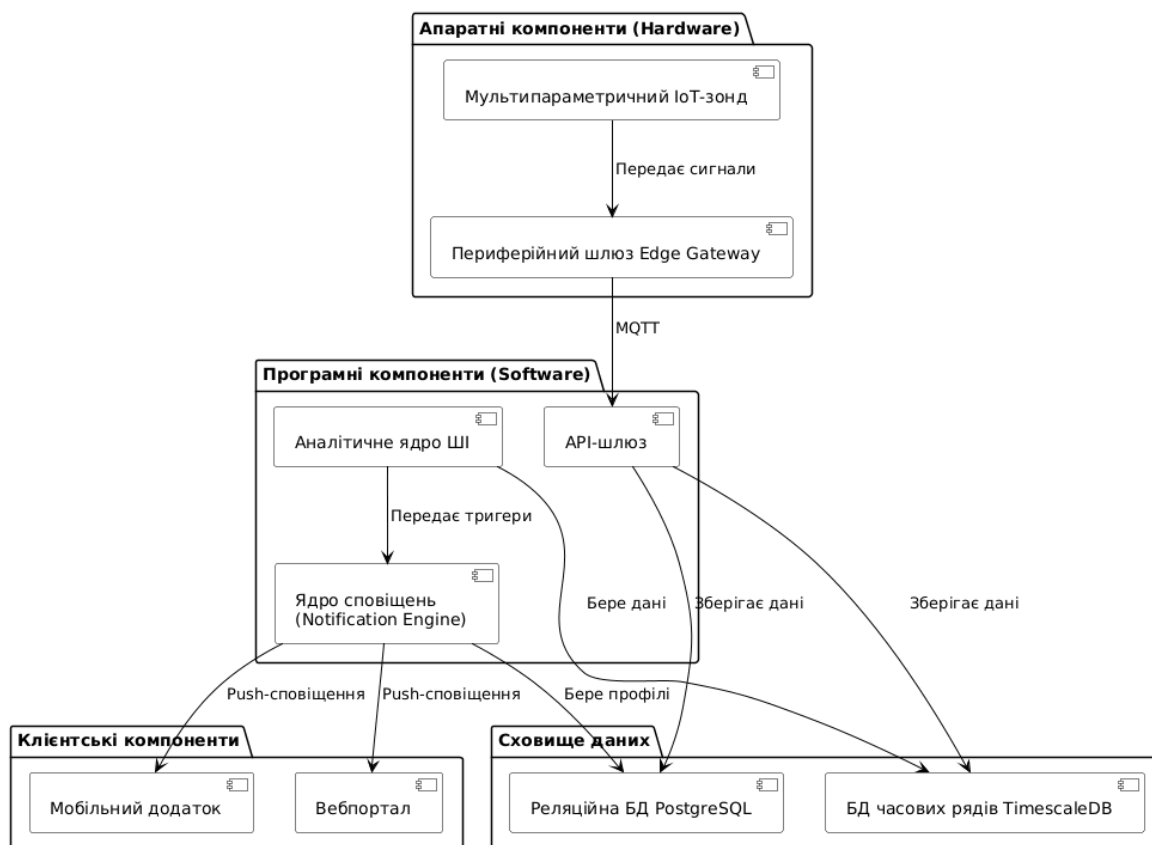 Апаратні компоненти (Hardware)
Мультипараметричний IoT-зонд
Передає сигнали
Периферійний шлюз Edge Gateway
MQTT
Програмні компоненти (Software)
Аналітичне ядро ШІ
API-шлюз
Передає тригери
Ядро сповіщень
(Notification Engine)
Бере дані
Зберігає дані
Зберігає дані
Push-сповіщення
Push-сповіщення
Бере профілі
Клієнтські компоненти
Сховище даних
Мобільний додаток
Вебпортал
Реляційна БД PostgreSQL
БД часових рядів TimescaleDB